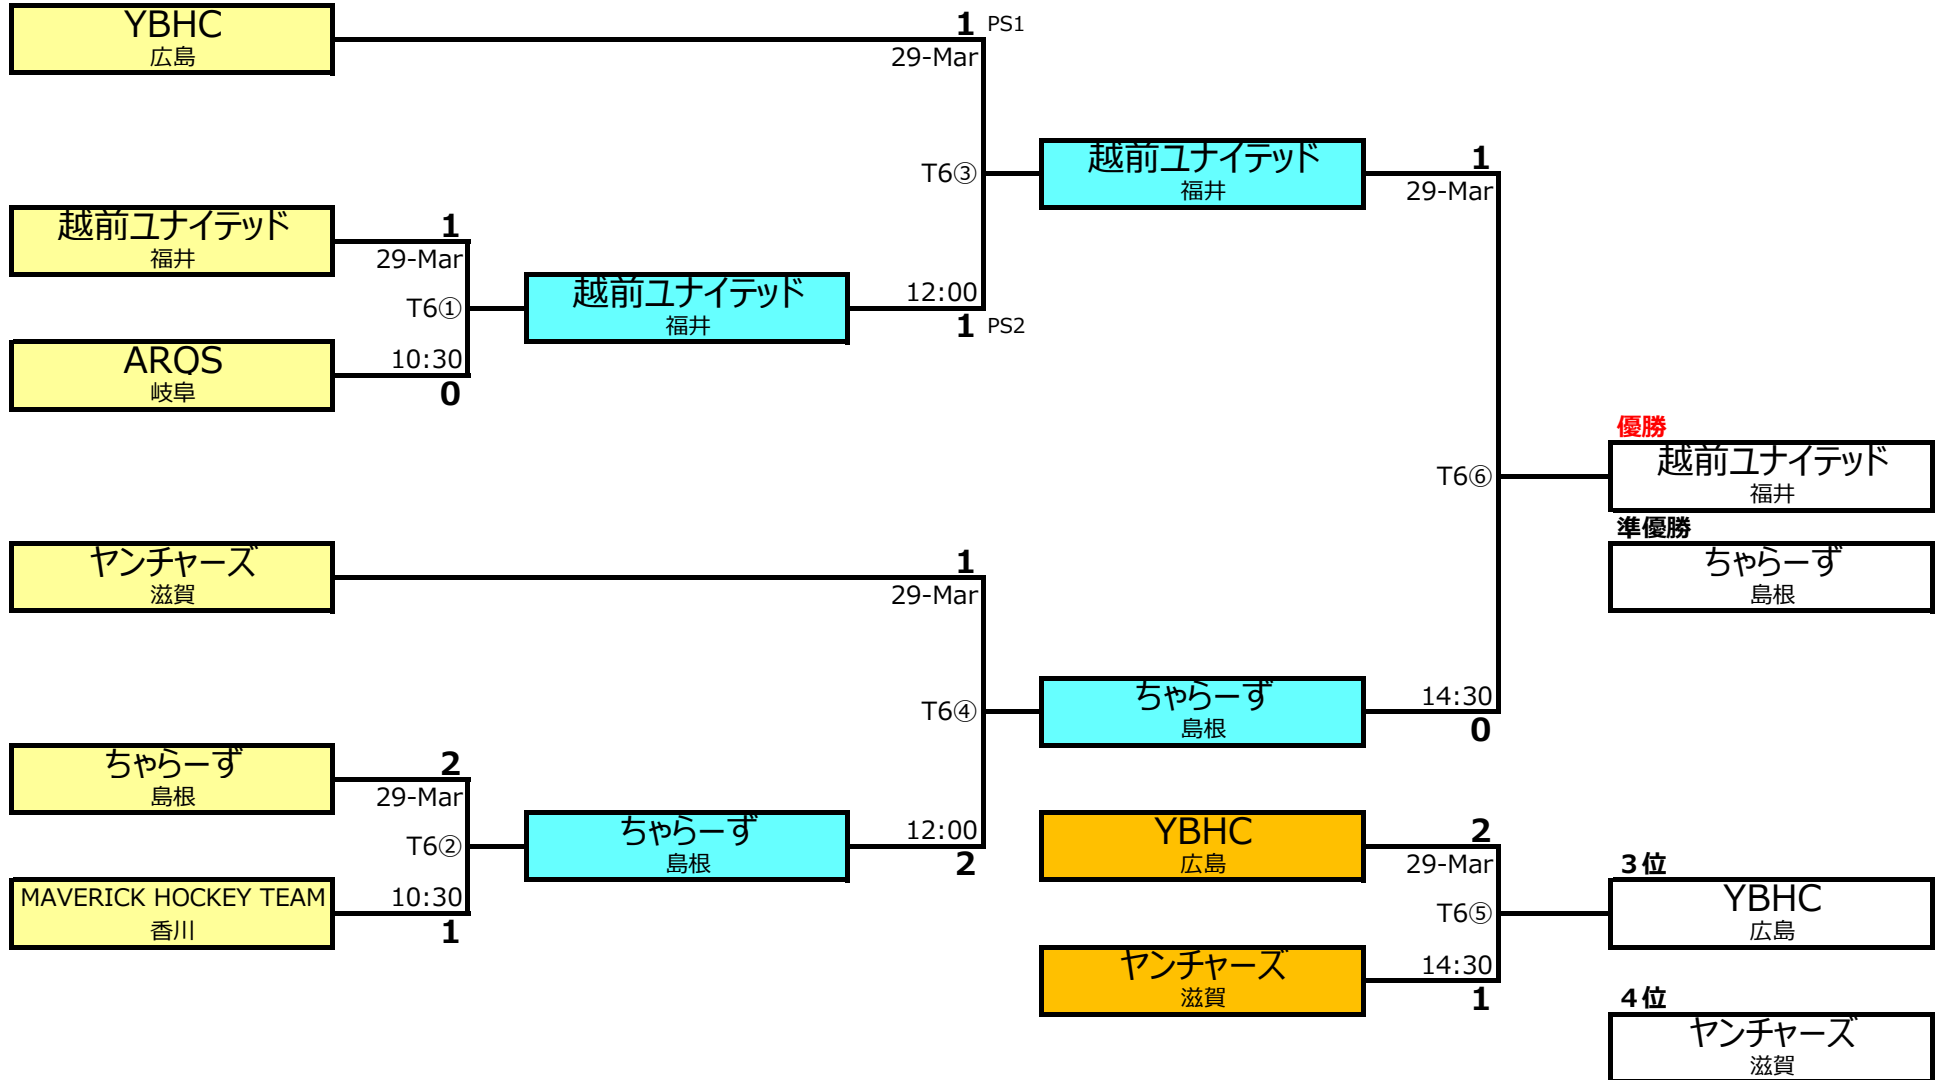 YBHC
広島
1 PS1
29-Mar
T6③
越前ユナイテッド
福井
1
29-Mar
越前ユナイテッド
福井
1
29-Mar
T6①
越前ユナイテッド
福井
12:00
1 PS2
ARQS
岐阜
10:30
0
優勝
越前ユナイテッド
福井
T6⑥
準優勝
ちゃらーず
島根
ヤンチャーズ
滋賀
1
29-Mar
T6④
ちゃらーず
島根
14:30
0
ちゃらーず
島根
2
29-Mar
T6②
ちゃらーず
島根
12:00
2
MAVERICK HOCKEY TEAM
香川
10:30
1
YBHC
広島
2
29-Mar
T6⑤
ヤンチャーズ
滋賀
14:30
1
３位
YBHC
広島
４位
ヤンチャーズ
滋賀